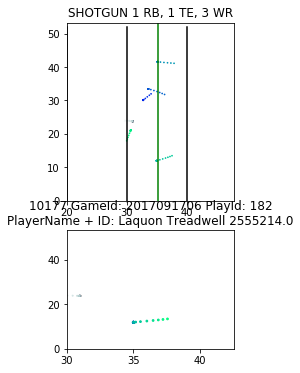 SHOTGUN 1 RB, 1 TE, 3 WR
50
40
30
20
10
0
20 30 40
10177 GameId: 2017091706 PlayId: 182
PlayerName + ID: Laquon Treadwell 2555214.0
40
20
0
30 35 40